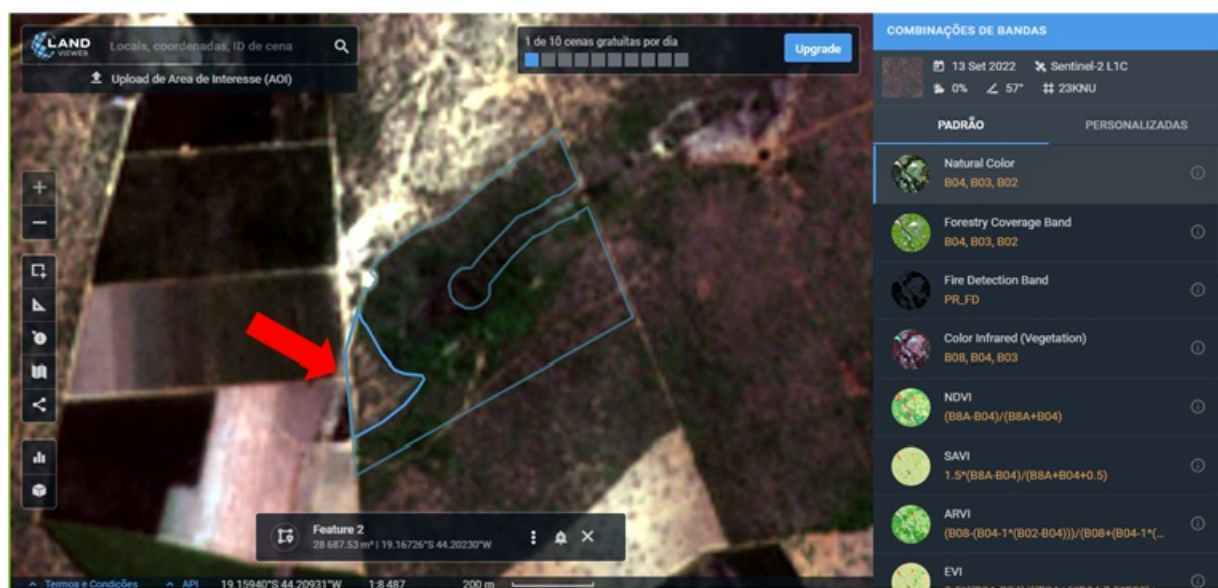 LAND
VIEWER
Locais, coordenadas, ID de cena
Upload de Area de Interesse (AOI)
1 de 10 cenas gratuitas por dia
Upgrade
COMBINAÇÕES DE BANDAS
13 Set 2022 Sentinel-2 L1C
0% 57° 23KNU
PADRÃO PERSONALIZADAS
Natural Color
B04, B03, B02
Forestry Coverage Band
B04, B03, B02
Fire Detection Band
PR_FD
Color Infrared (Vegetation)
B08, B04, B03
NDVI
(B8A-B04)/(B8A+B04)
SAVI
1.5*(B8A-B04)/(B8A+B04+0.5)
ARVI
(B08-(B04-1*(B02-B04)))/(B08+(B04-1*(...
EVI
Feature 2
28 687.53 m² | 19.16726°S 44.20230°W
Termos e Condições API 19.15940°S 44.20931°W 1:8 487 200 m